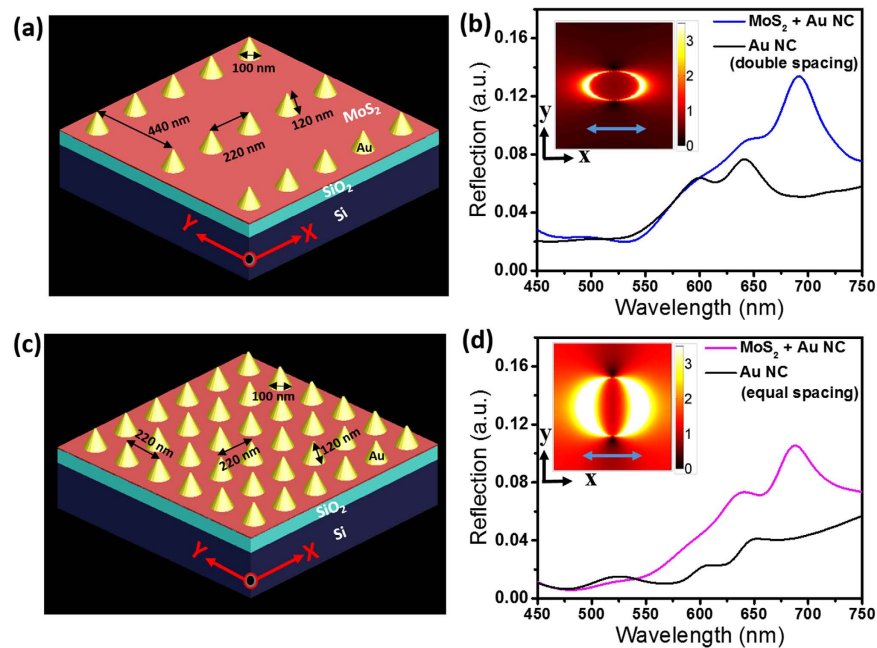 (a)
100 nm
440 nm
220 nm
120 nm
MoS₂
Au
SiO₂
Si
Y
X
(b)
Reflection (a.u.)
0.16
0.12
0.08
0.04
0.00
450 500 550 600 650 700 750
Wavelength (nm)
MoS₂ + Au NC
Au NC
(double spacing)
3
2
1
0
y
x
(c)
100 nm
220 nm
220 nm
120 nm
Au
SiO₂
Si
Y
X
(d)
Reflection (a.u.)
0.16
0.12
0.08
0.04
0.00
450 500 550 600 650 700 750
Wavelength (nm)
MoS₂ + Au NC
Au NC
(equal spacing)
3
2
1
0
y
x